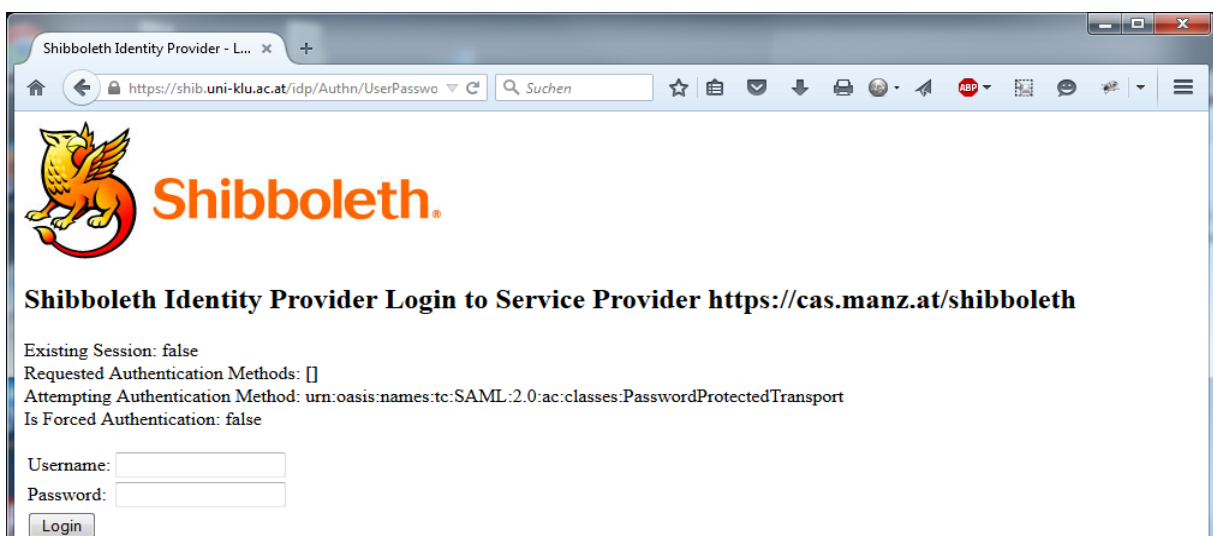 Shibboleth Identity Provider - L...
https://shib.uni-klu.ac.at/idp/Authn/UserPasswo
Suchen
ABP
Shibboleth®
Shibboleth Identity Provider Login to Service Provider https://cas.manz.at/shibboleth
Existing Session: false
Requested Authentication Methods: []
Attempting Authentication Method: urn:oasis:names:tc:SAML:2.0:ac:classes:PasswordProtectedTransport
Is Forced Authentication: false
Username:
Password:
Login